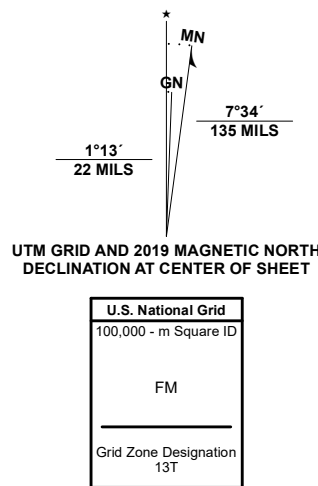 ★
MN
GN
7°34´
135 MILS
1°13´
22 MILS
UTM GRID AND 2019 MAGNETIC NORTH
DECLINATION AT CENTER OF SHEET
U.S. National Grid
100,000 - m Square ID
FM
Grid Zone Designation
13T